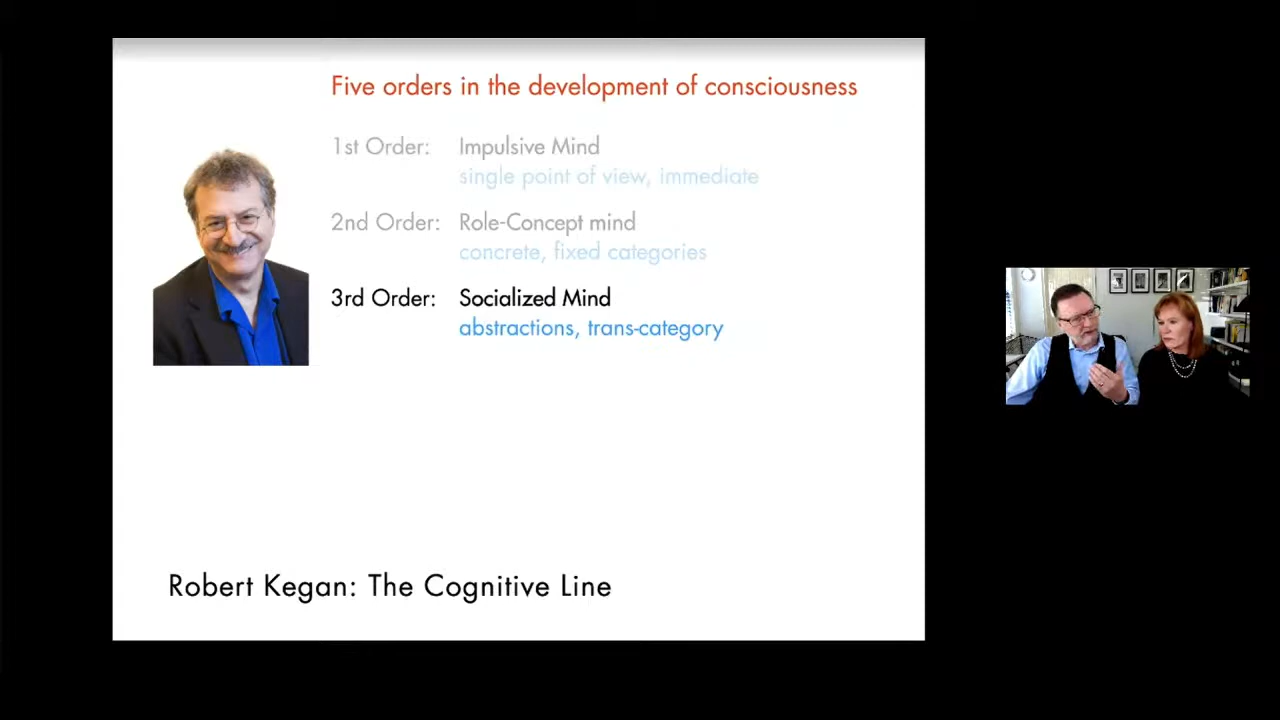 Five orders in the development of consciousness
1st Order: Impulsive Mind
single point of view, immediate
2nd Order: Role-Concept mind
concrete, fixed categories
3rd Order: Socialized Mind
abstractions, trans-category
Robert Kegan: The Cognitive Line